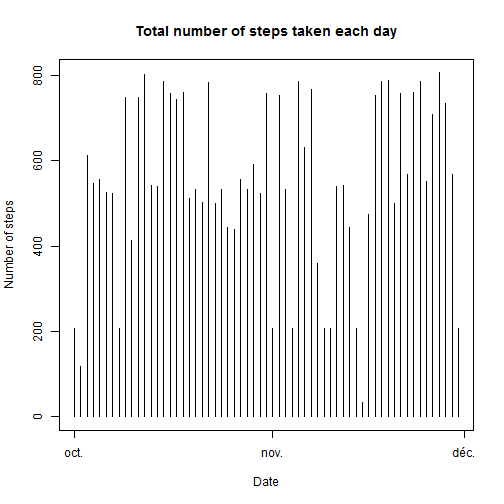 Total number of steps taken each day
Number of steps
800
600
400
200
0
oct.
nov.
déc.
Date